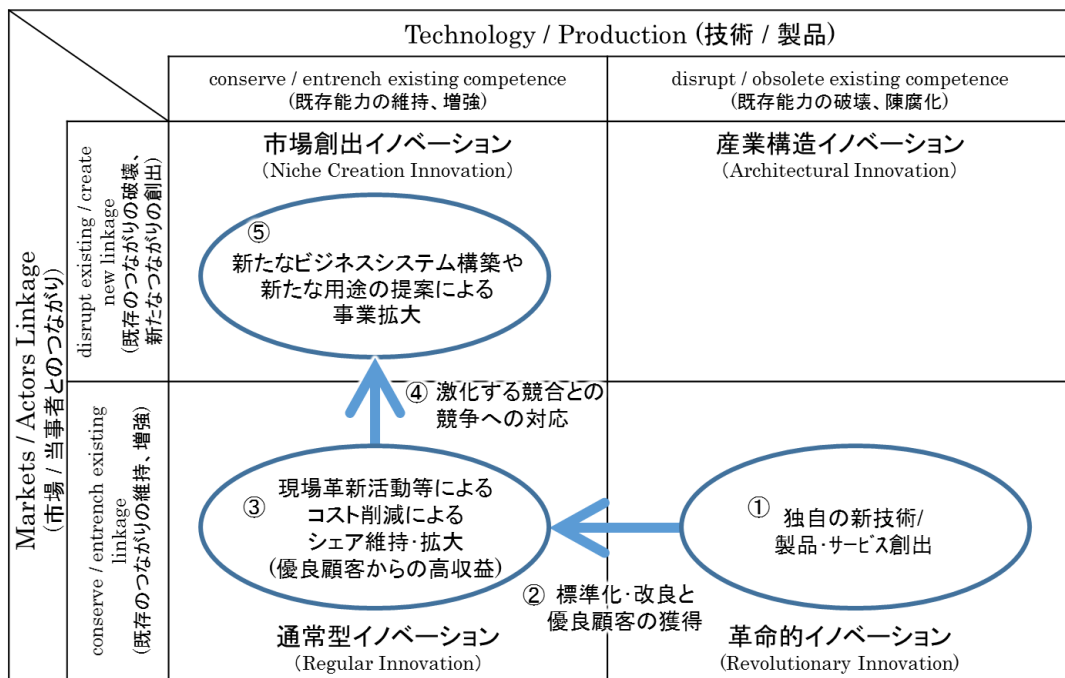 Technology / Production (技術 / 製品)
conserve / entrench existing competence
(既存能力の維持、増強)
disrupt / obsolete existing competence
(既存能力の破壊、陳腐化)
Markets / Actors Linkage
(市場 / 当事者とのつながり)
disrupt existing / create
new linkage
(既存のつながりの破壊、
新たなつながりの創出)
市場創出イノベーション
(Niche Creation Innovation)
⑤
新たなビジネスシステム構築や
新たな用途の提案による
事業拡大
産業構造イノベーション
(Architectural Innovation)
④ 激化する競合との
競争への対応
conserve / entrench existing
linkage
(既存のつながりの維持、増強)
③
現場革新活動等による
コスト削減による
シェア維持・拡大
(優良顧客からの高収益)
② 標準化・改良と
優良顧客の獲得
通常型イノベーション
(Regular Innovation)
①
独自の新技術/
製品・サービス創出
革命的イノベーション
(Revolutionary Innovation)